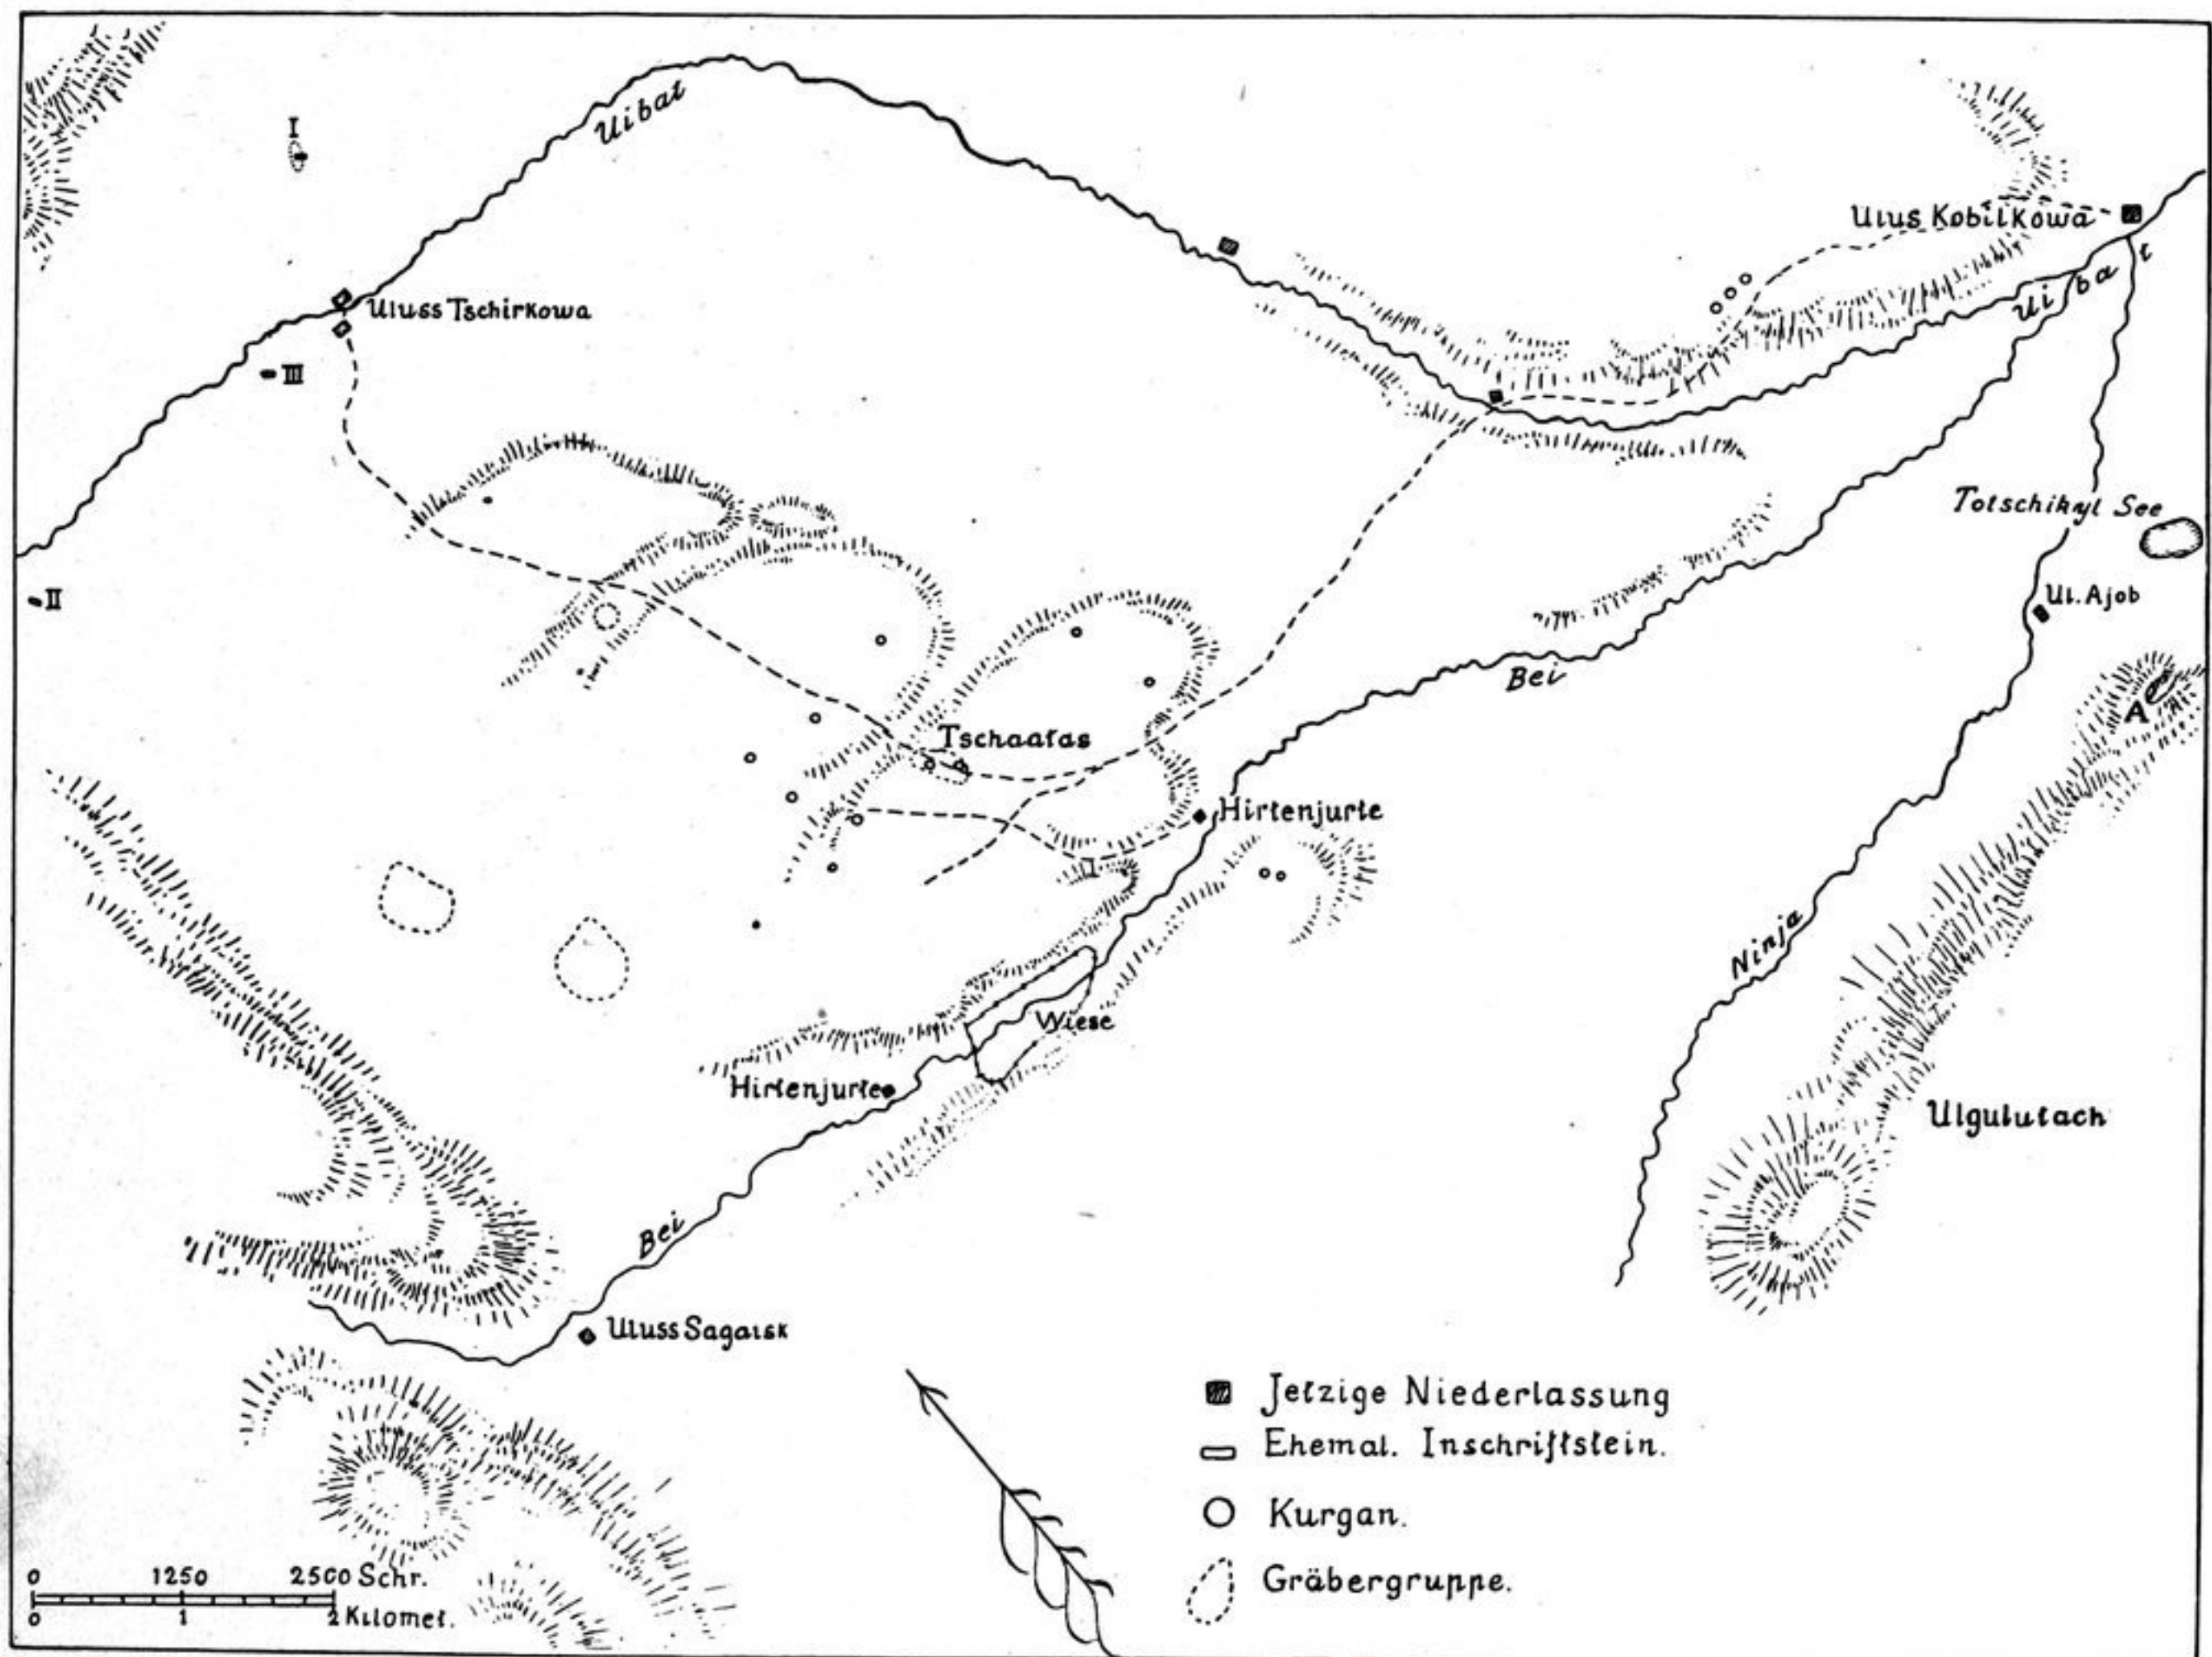 I
Uibat
Ulus Kobilkowa
Uluss Tschirkowa
Uibat
III
Totschikyl See
II
Ul. Ajob
Bei
A
Tschaatas
Hirtenjurte
Ninja
Wiese
Hirtenjurte
Ulgulutach
Bei
Uluss Sagaisk
Jetzige Niederlassung
Ehemal. Inschriftstein.
Kurgan.
Gräbergruppe.
0 1250 2500 Schr.
0 1 2 Kilomet.